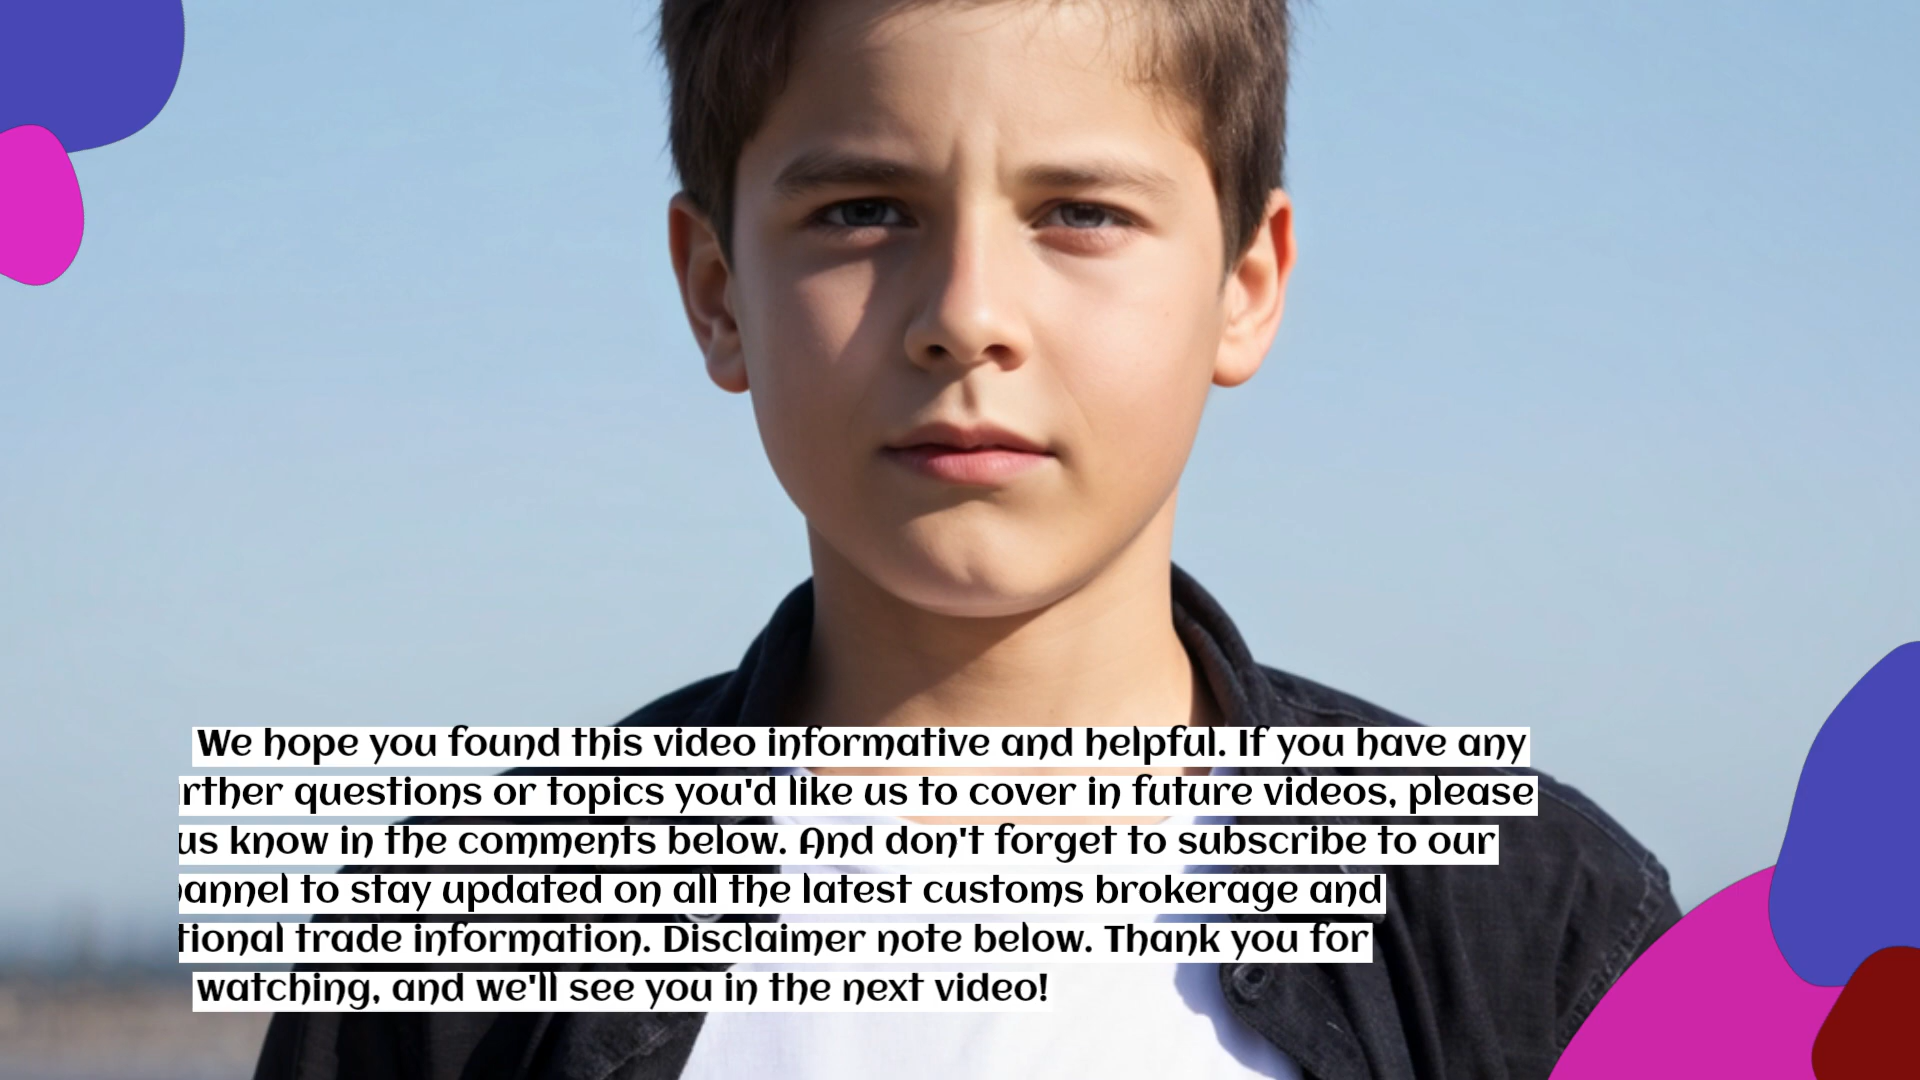 We hope you found this video informative and helpful. If you have any
rther questions or topics you'd like us to cover in future videos, please
us know in the comments below. And don't forget to subscribe to our
annel to stay updated on all the latest customs brokerage and
tional trade information. Disclaimer note below. Thank you for
watching, and we'll see you in the next video!